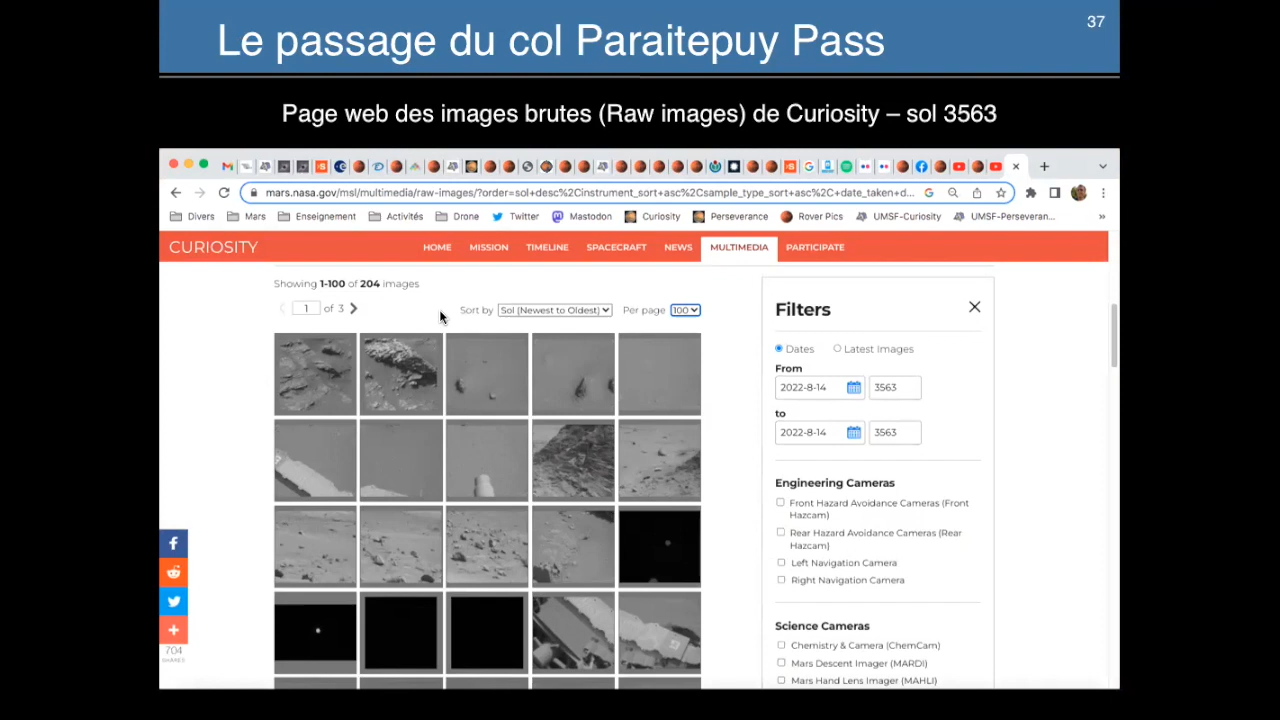 Le passage du col Paraitepuy Pass
37
Page web des images brutes (Raw images) de Curiosity – sol 3563
mars.nasa.gov/msl/multimedia/raw-images/?order=sol+desc%2Cinstrument_sort+asc%2Csample_type_sort+asc%2C+date_taken+d...
Divers Mars Enseignement Activités Drone Twitter Mastodon Curiosity Perseverance Rover Pics UMSF-Curiosity UMSF-Perseveran... »
CURIOSITY HOME MISSION TIMELINE SPACECRAFT NEWS MULTIMEDIA PARTICIPATE
Showing 1-100 of 204 images
1 of 3
Sort by Sol (Newest to Oldest) Per page 100
Filters
Dates Latest Images
From
2022-8-14 3563
to
2022-8-14 3563
Engineering Cameras
Front Hazard Avoidance Cameras (Front
Hazcam)
Rear Hazard Avoidance Cameras (Rear
Hazcam)
Left Navigation Camera
Right Navigation Camera
Science Cameras
Chemistry & Camera (ChemCam)
Mars Descent Imager (MARDI)
Mars Hand Lens Imager (MAHLI)
704
SHARES